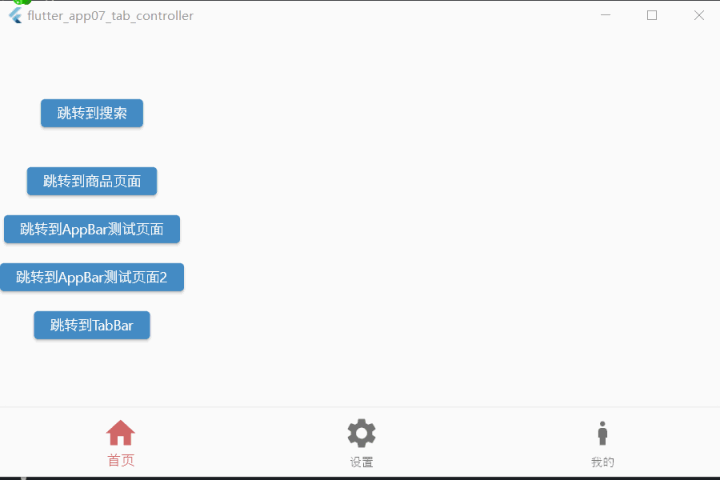 flutter_app07_tab_controller
跳转到搜索
跳转到商品页面
跳转到AppBar测试页面
跳转到AppBar测试页面2
跳转到TabBar
首页
设置
我的